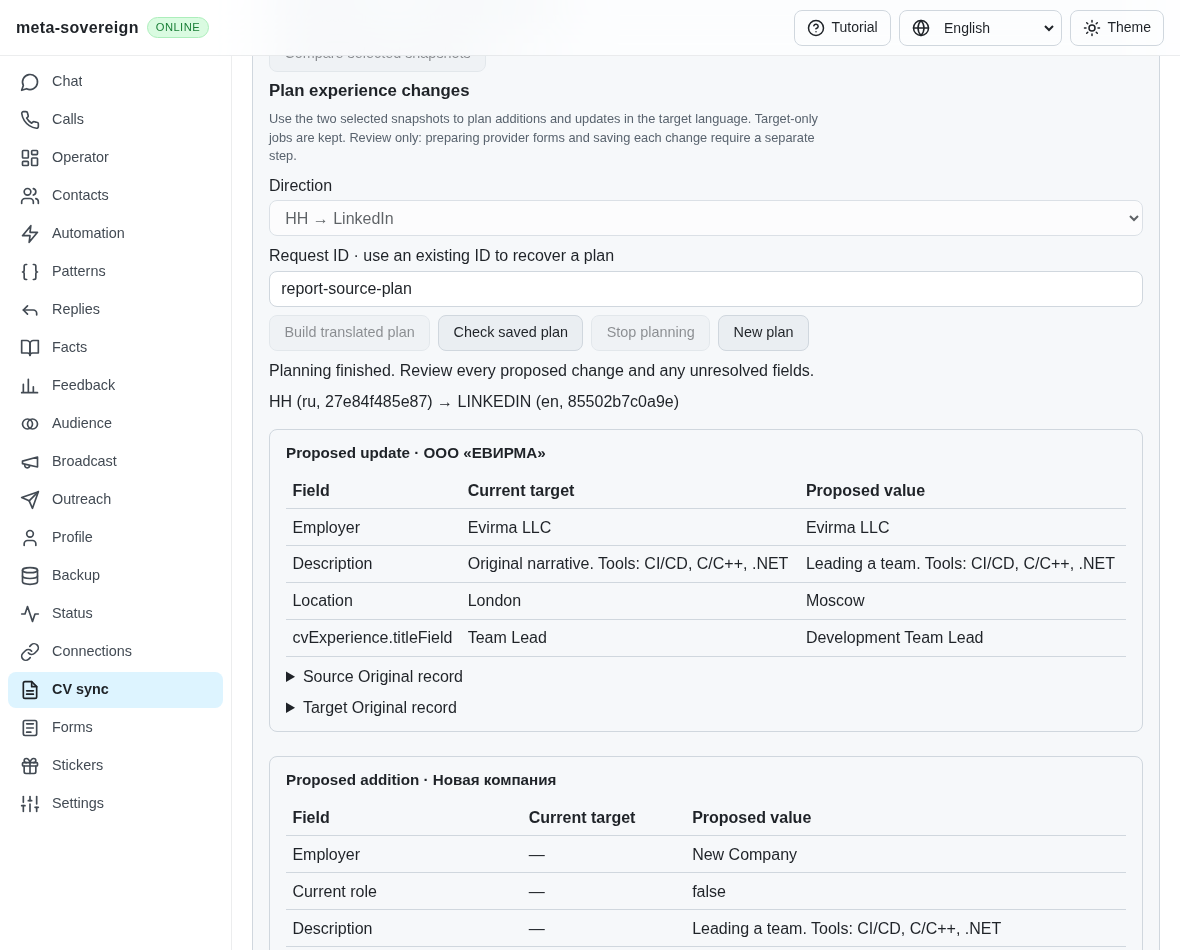 meta-sovereign ONLINE Tutorial English Theme
Chat
Calls
Operator
Contacts
Automation
Patterns
Replies
Facts
Feedback
Audience
Broadcast
Outreach
Profile
Backup
Status
Connections
CV sync
Forms
Stickers
Settings
Compare selected snapshots
Plan experience changes
Use the two selected snapshots to plan additions and updates in the target language. Target-only
jobs are kept. Review only: preparing provider forms and saving each change require a separate
step.
Direction
HH → LinkedIn
Request ID · use an existing ID to recover a plan
report-source-plan
Build translated plan Check saved plan Stop planning New plan
Planning finished. Review every proposed change and any unresolved fields.
HH (ru, 27e84f485e87) → LINKEDIN (en, 85502b7c0a9e)
Proposed update · ООО «ЕВИРМА»
Field Current target Proposed value
Employer Evirma LLC Evirma LLC
Description Original narrative. Tools: CI/CD, C/C++, .NET Leading a team. Tools: CI/CD, C/C++, .NET
Location London Moscow
cvExperience.titleField Team Lead Development Team Lead
Source Original record
Target Original record
Proposed addition · Новая компания
Field Current target Proposed value
Employer — New Company
Current role — false
Description — Leading a team. Tools: CI/CD, C/C++, .NET